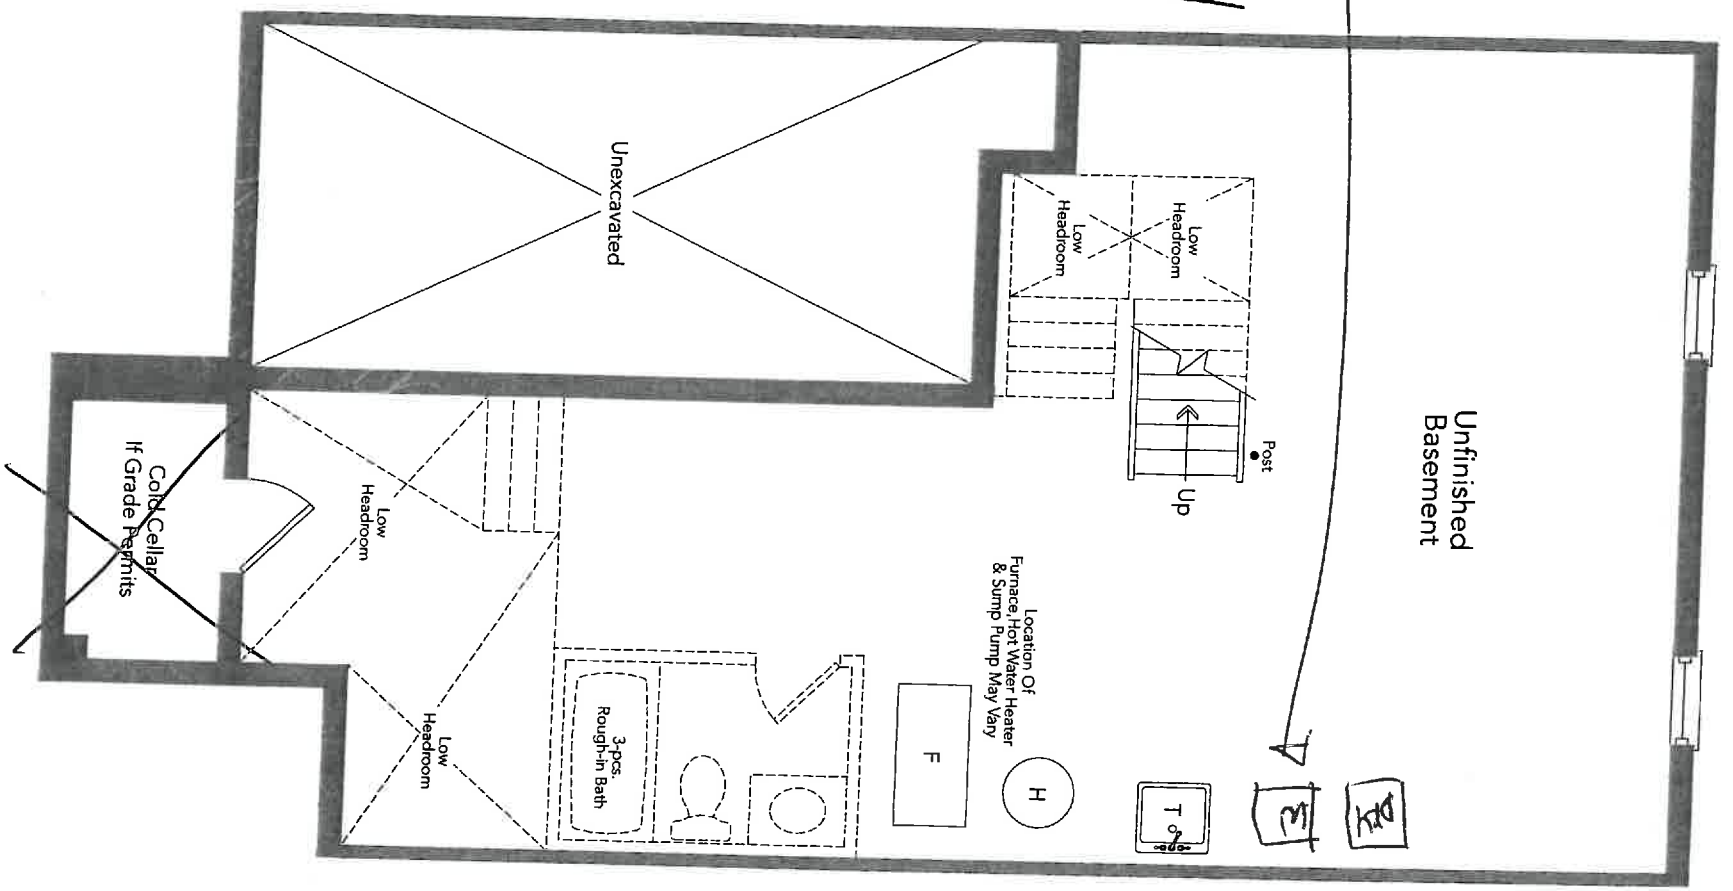 Unfinished
Basement
Post
Up
Low
Headroom
Low
Headroom
W
T
Location Of
Furnace, Hot Water Heater
& Sump Pump May Vary
H
F
Unexcavated
3-pcs.
Rough-in Bath
Low
Headroom
Low
Headroom
Cold Cellar
If Grade Permits